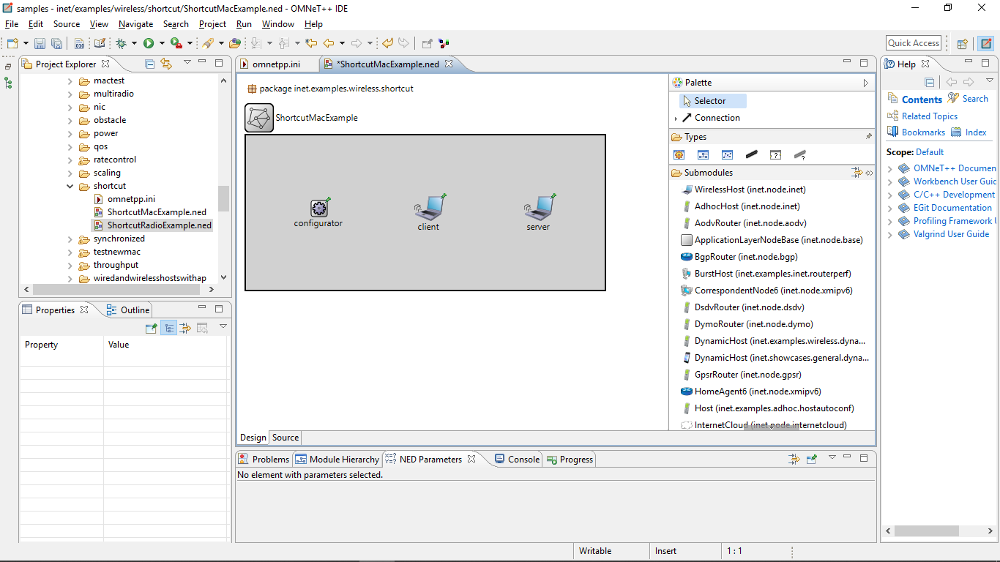 samples - inet/examples/wireless/shortcut/ShortcutMacExample.ned - OMNeT++ IDE
File Edit Source View Navigate Search Project Run Window Help
Quick Access
Project Explorer
mactest
multiradio
nic
obstacle
power
qos
ratecontrol
scaling
shortcut
omnetpp.ini
ShortcutMacExample.ned
ShortcutRadioExample.ned
synchronized
testnewmac
throughput
wiredandwirelesshostswithap
Properties Outline
Property Value
omnetpp.ini *ShortcutMacExample.ned
package inet.examples.wireless.shortcut
ShortcutMacExample
configurator
client
server
Palette
Selector
Connection
Types
Submodules
WirelessHost (inet.node.inet)
AdhocHost (inet.node.inet)
AodvRouter (inet.node.aodv)
ApplicationLayerNodeBase (inet.node.base)
BgpRouter (inet.node.bgp)
BurstHost (inet.examples.inet.routerperf)
CorrespondentNode6 (inet.node.xmipv6)
DsdvRouter (inet.node.dsdv)
DymoRouter (inet.node.dymo)
DynamicHost (inet.examples.wireless.dyna...
DynamicHost (inet.showcases.general.dyna...
GpsrRouter (inet.node.gpsr)
HomeAgent6 (inet.node.xmipv6)
Host (inet.examples.adhoc.hostautoconf)
InternetCloud (inet.node.internetcloud)
Design Source
Problems Module Hierarchy NED Parameters Console Progress
No element with parameters selected.
Help
Contents Search
Related Topics
Bookmarks Index
Scope: Default
OMNeT++ Documen
Workbench User Guid
C/C++ Development
EGit Documentation
Profiling Framework U
Valgrind User Guide
Writable Insert 1 : 1